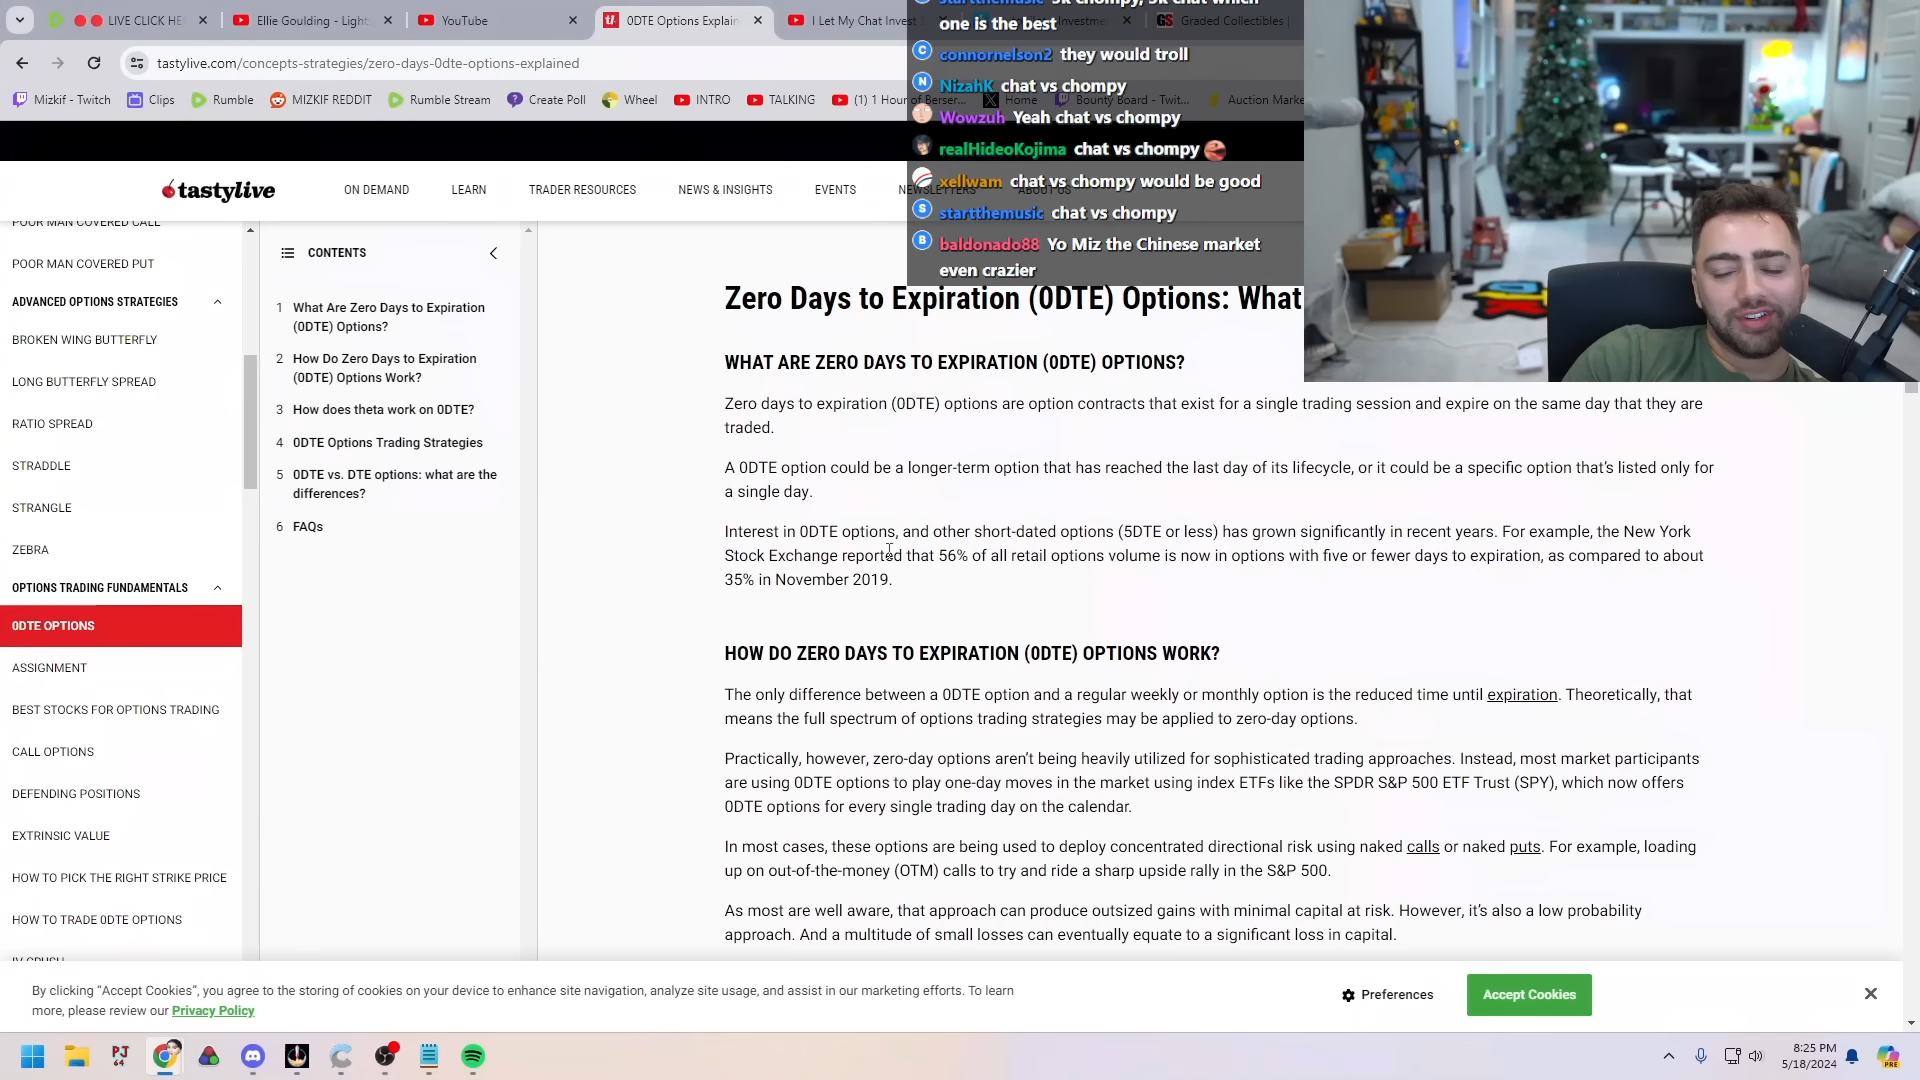 LIVE CLICK HE
Ellie Goulding - Light
YouTube
0DTE Options Explain
I Let My Chat Invest
Investme
Graded Collectibles |
tastylive.com/concepts-strategies/zero-days-0dte-options-explained
Mizkif - Twitch
Clips
Rumble
MIZKIF REDDIT
Rumble Stream
Create Poll
Wheel
INTRO
TALKING
(1) 1 Hour of Berser...
Home
Bounty board - Twit...
Auction Marke
one is the best
connornelson2 they would troll
NizahK chat vs chompy
Wowzuh Yeah chat vs chompy
realHideoKojima chat vs chompy
xellwam chat vs chompy would be good
startthemusic chat vs chompy
baldonado88 Yo Miz the Chinese market
even crazier
tastylive
ON DEMAND
LEARN
TRADER RESOURCES
NEWS & INSIGHTS
EVENTS
NEWSLETTERS
ABOUT US
POOR MAN COVERED CALL
POOR MAN COVERED PUT
ADVANCED OPTIONS STRATEGIES
BROKEN WING BUTTERFLY
LONG BUTTERFLY SPREAD
RATIO SPREAD
STRADDLE
STRANGLE
ZEBRA
OPTIONS TRADING FUNDAMENTALS
0DTE OPTIONS
ASSIGNMENT
BEST STOCKS FOR OPTIONS TRADING
CALL OPTIONS
DEFENDING POSITIONS
EXTRINSIC VALUE
HOW TO PICK THE RIGHT STRIKE PRICE
HOW TO TRADE 0DTE OPTIONS
IV CRUSH
CONTENTS
1 What Are Zero Days to Expiration
(0DTE) Options?
2 How Do Zero Days to Expiration
(0DTE) Options Work?
3 How does theta work on 0DTE?
4 0DTE Options Trading Strategies
5 0DTE vs. DTE options: what are the
differences?
6 FAQs
Zero Days to Expiration (0DTE) Options: What
WHAT ARE ZERO DAYS TO EXPIRATION (0DTE) OPTIONS?
Zero days to expiration (0DTE) options are option contracts that exist for a single trading session and expire on the same day that they are
traded.
A 0DTE option could be a longer-term option that has reached the last day of its lifecycle, or it could be a specific option that's listed only for
a single day.
Interest in 0DTE options, and other short-dated options (5DTE or less) has grown significantly in recent years. For example, the New York
Stock Exchange reported that 56% of all retail options volume is now in options with five or fewer days to expiration, as compared to about
35% in November 2019.
HOW DO ZERO DAYS TO EXPIRATION (0DTE) OPTIONS WORK?
The only difference between a 0DTE option and a regular weekly or monthly option is the reduced time until expiration. Theoretically, that
means the full spectrum of options trading strategies may be applied to zero-day options.
Practically, however, zero-day options aren't being heavily utilized for sophisticated trading approaches. Instead, most market participants
are using 0DTE options to play one-day moves in the market using index ETFs like the SPDR S&P 500 ETF Trust (SPY), which now offers
0DTE options for every single trading day on the calendar.
In most cases, these options are being used to deploy concentrated directional risk using naked calls or naked puts. For example, loading
up on out-of-the-money (OTM) calls to try and ride a sharp upside rally in the S&P 500.
As most are well aware, that approach can produce outsized gains with minimal capital at risk. However, it's also a low probability
approach. And a multitude of small losses can eventually equate to a significant loss in capital.
By clicking “Accept Cookies”, you agree to the storing of cookies on your device to enhance site navigation, analyze site usage, and assist in our marketing efforts. To learn
more, please review our Privacy Policy
Preferences
Accept Cookies
PJ
64
8:25 PM
5/18/2024
PRE